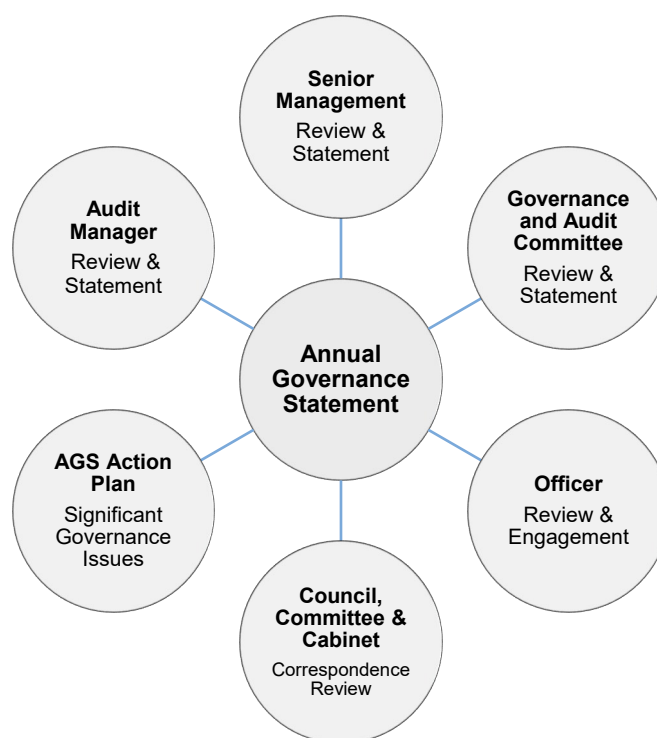 Senior
Management
Review &
Statement
Governance
and Audit
Committee
Review &
Statement
Officer
Review &
Engagement
Council,
Committee &
Cabinet
Correspondence
Review
AGS Action
Plan
Significant
Governance
Issues
Audit
Manager
Review &
Statement
Annual
Governance
Statement